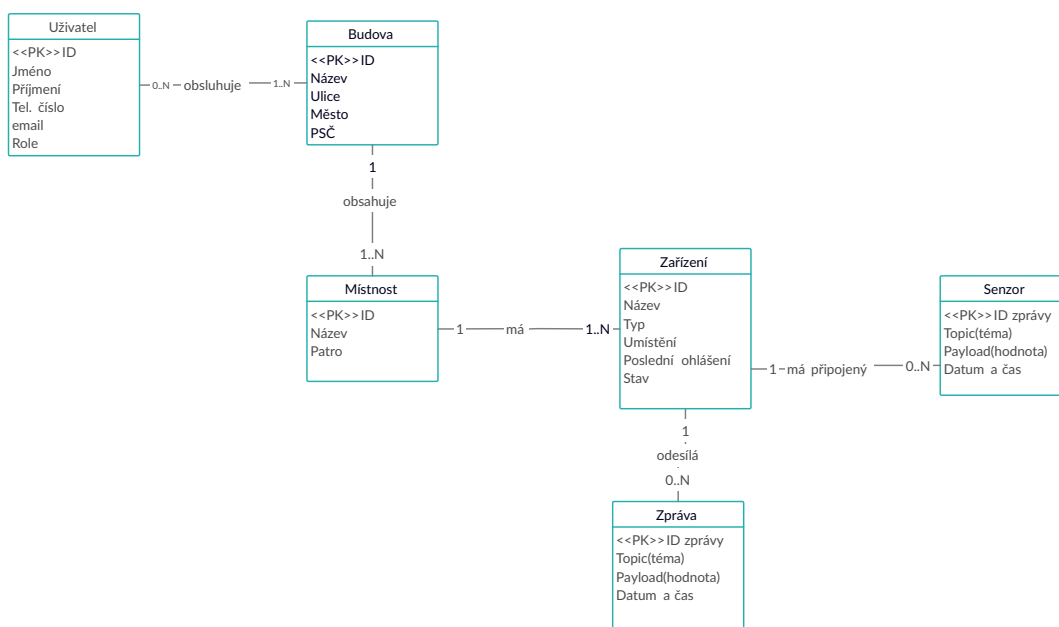 Uživatel
<<PK>> ID
Jméno
Příjmení
Tel. číslo
email
Role
0..N
obsluhuje
1..N
Budova
<<PK>> ID
Název
Ulice
Město
PSČ
1
obsahuje
1..N
Místnost
<<PK>> ID
Název
Patro
1
má
1..N
Zařízení
<<PK>> ID
Název
Typ
Umístění
Poslední ohlášení
Stav
1
má připojený
0..N
Senzor
<<PK>> ID zprávy
Topic(téma)
Payload(hodnota)
Datum a čas
1
odesílá
0..N
Zpráva
<<PK>> ID zprávy
Topic(téma)
Payload(hodnota)
Datum a čas